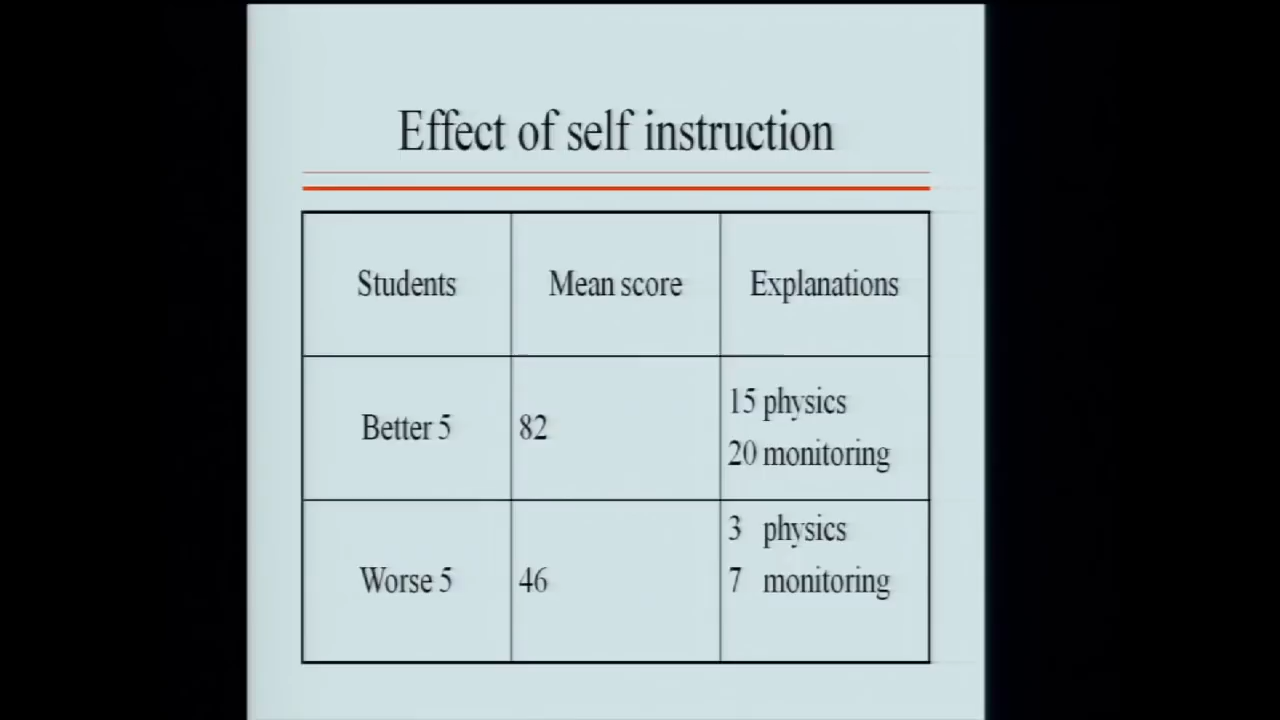 Effect of self instruction
Students Mean score Explanations
Better 5 82 15 physics
20 monitoring
Worse 5 46 3 physics
7 monitoring